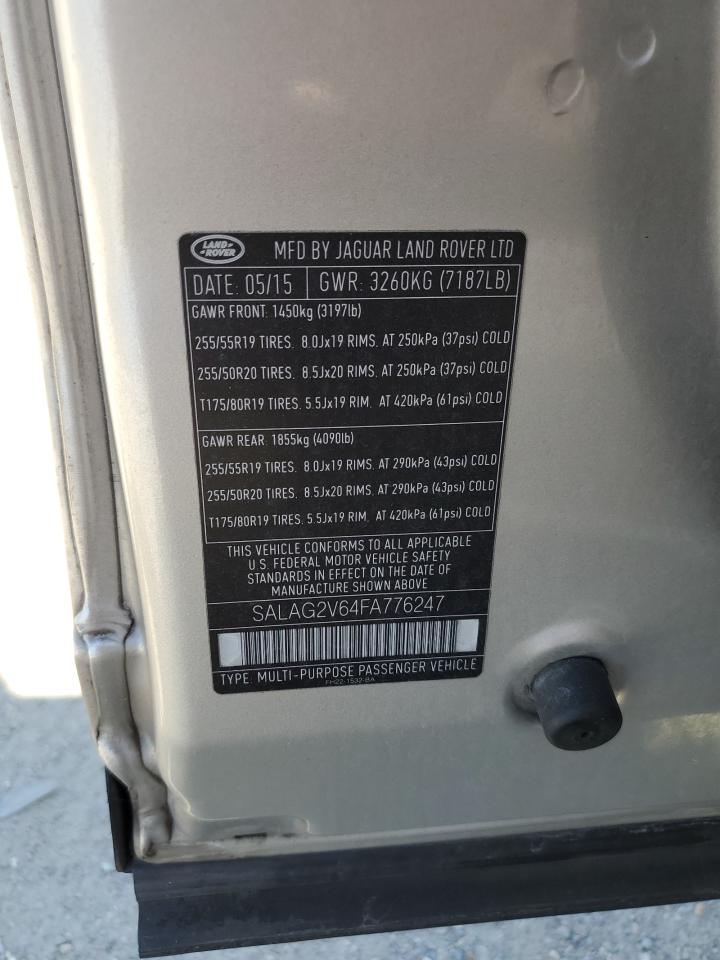 LAND ROVER
MFD BY JAGUAR LAND ROVER LTD
DATE: 05/15 GWR: 3260KG (7187LB)
GAWR FRONT: 1450kg (3197lb)
255/55R19 TIRES. 8.0Jx19 RIMS. AT 250kPa (37psi) COLD
255/50R20 TIRES. 8.5Jx20 RIMS. AT 250kPa (37psi) COLD
T175/80R19 TIRES. 5.5Jx19 RIM. AT 420kPa (61psi) COLD
GAWR REAR: 1855kg (4090lb)
255/55R19 TIRES. 8.0Jx19 RIMS. AT 290kPa (43psi) COLD
255/50R20 TIRES. 8.5Jx20 RIMS. AT 290kPa (43psi) COLD
T175/80R19 TIRES. 5.5Jx19 RIM. AT 420kPa (61psi) COLD
THIS VEHICLE CONFORMS TO ALL APPLICABLE
U.S. FEDERAL MOTOR VEHICLE SAFETY
STANDARDS IN EFFECT ON THE DATE OF
MANUFACTURE SHOWN ABOVE
SALAG2V64FA776247
TYPE: MULTI-PURPOSE PASSENGER VEHICLE
FH22-1532-BA